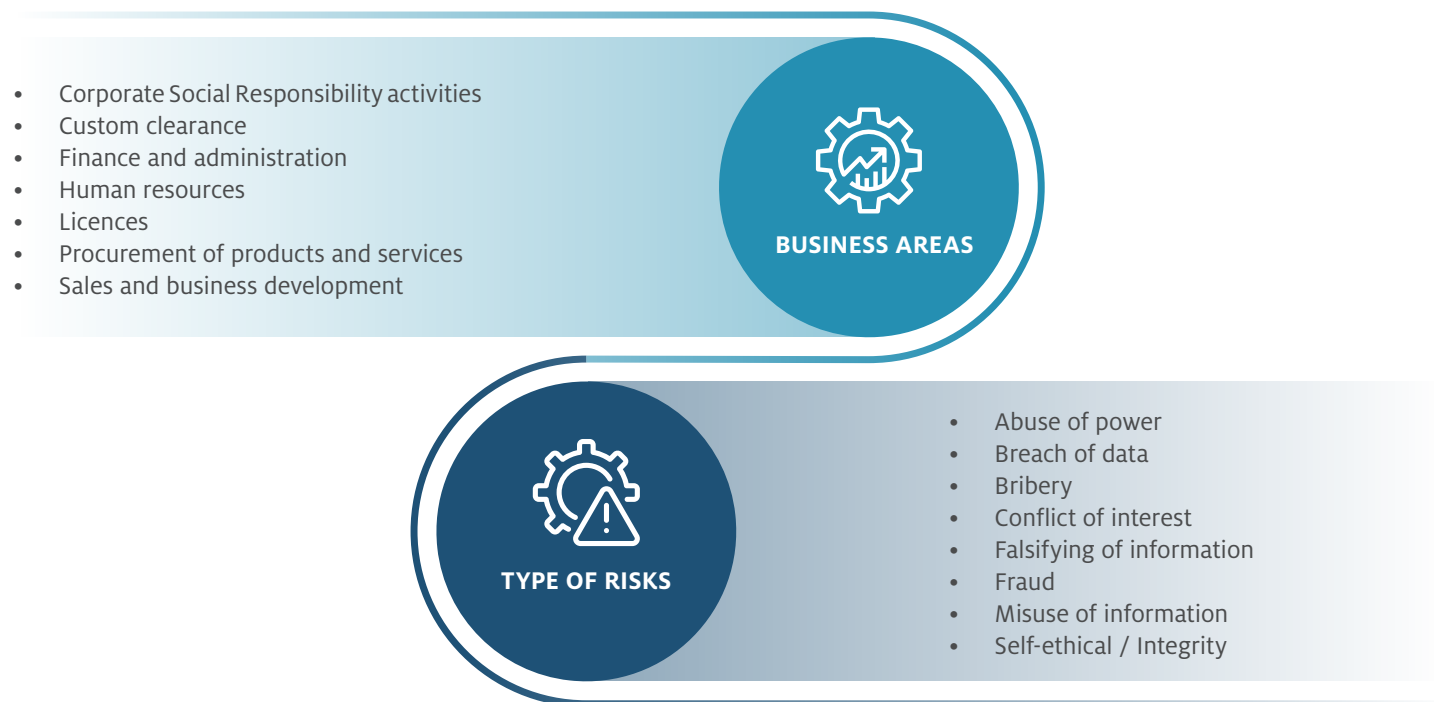 • Corporate Social Responsibility activities
• Custom clearance
• Finance and administration
• Human resources
• Licences
• Procurement of products and services
• Sales and business development
BUSINESS AREAS
TYPE OF RISKS
• Abuse of power
• Breach of data
• Bribery
• Conflict of interest
• Falsifying of information
• Fraud
• Misuse of information
• Self-ethical / Integrity